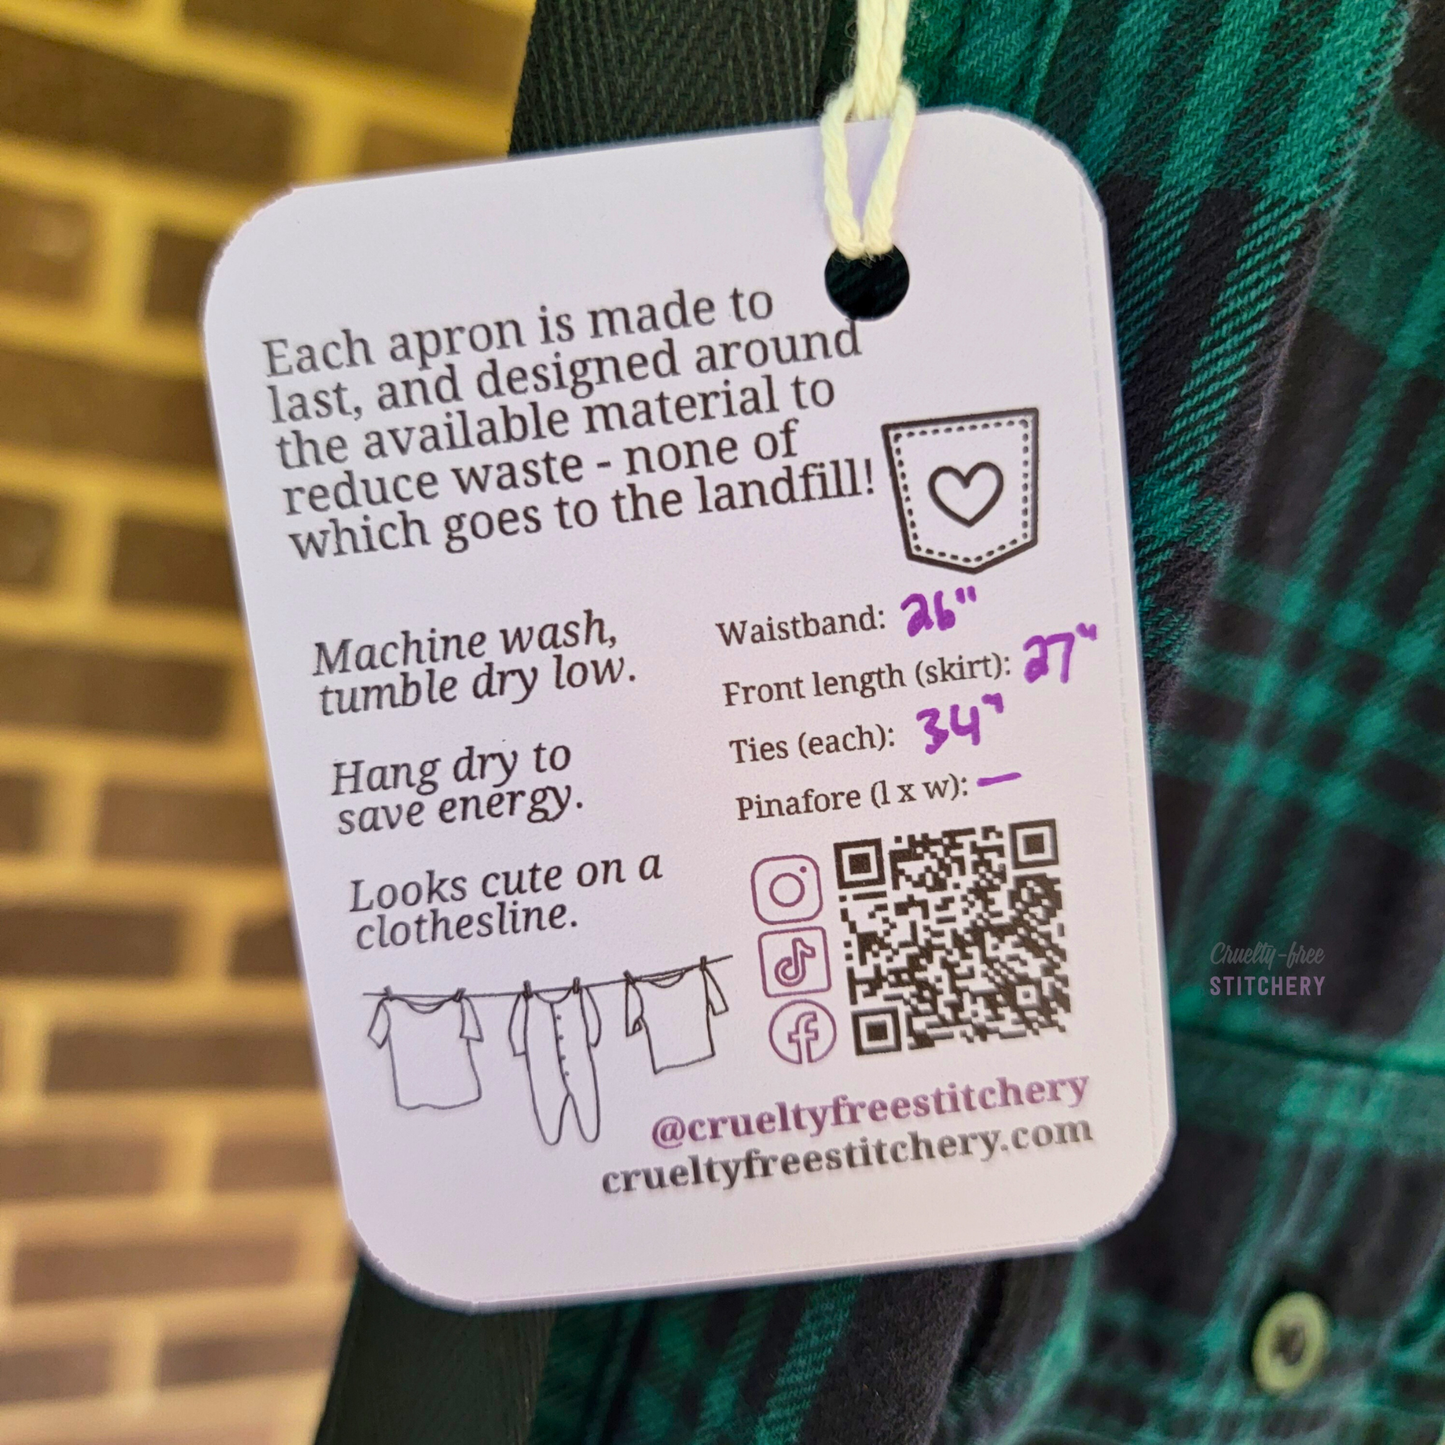 Each apron is made to
last, and designed around
the available material to
reduce waste - none of
which goes to the landfill!
Machine wash,
tumble dry low.
Hang dry to
save energy.
Looks cute on a
clothesline.
Waistband: 26"
Front length (skirt): 27"
Ties (each): 34"
Pinafore (l x w): —
@crueltyfreestitchery
crueltyfreestitchery.com
Cruelty-free
STITCHERY